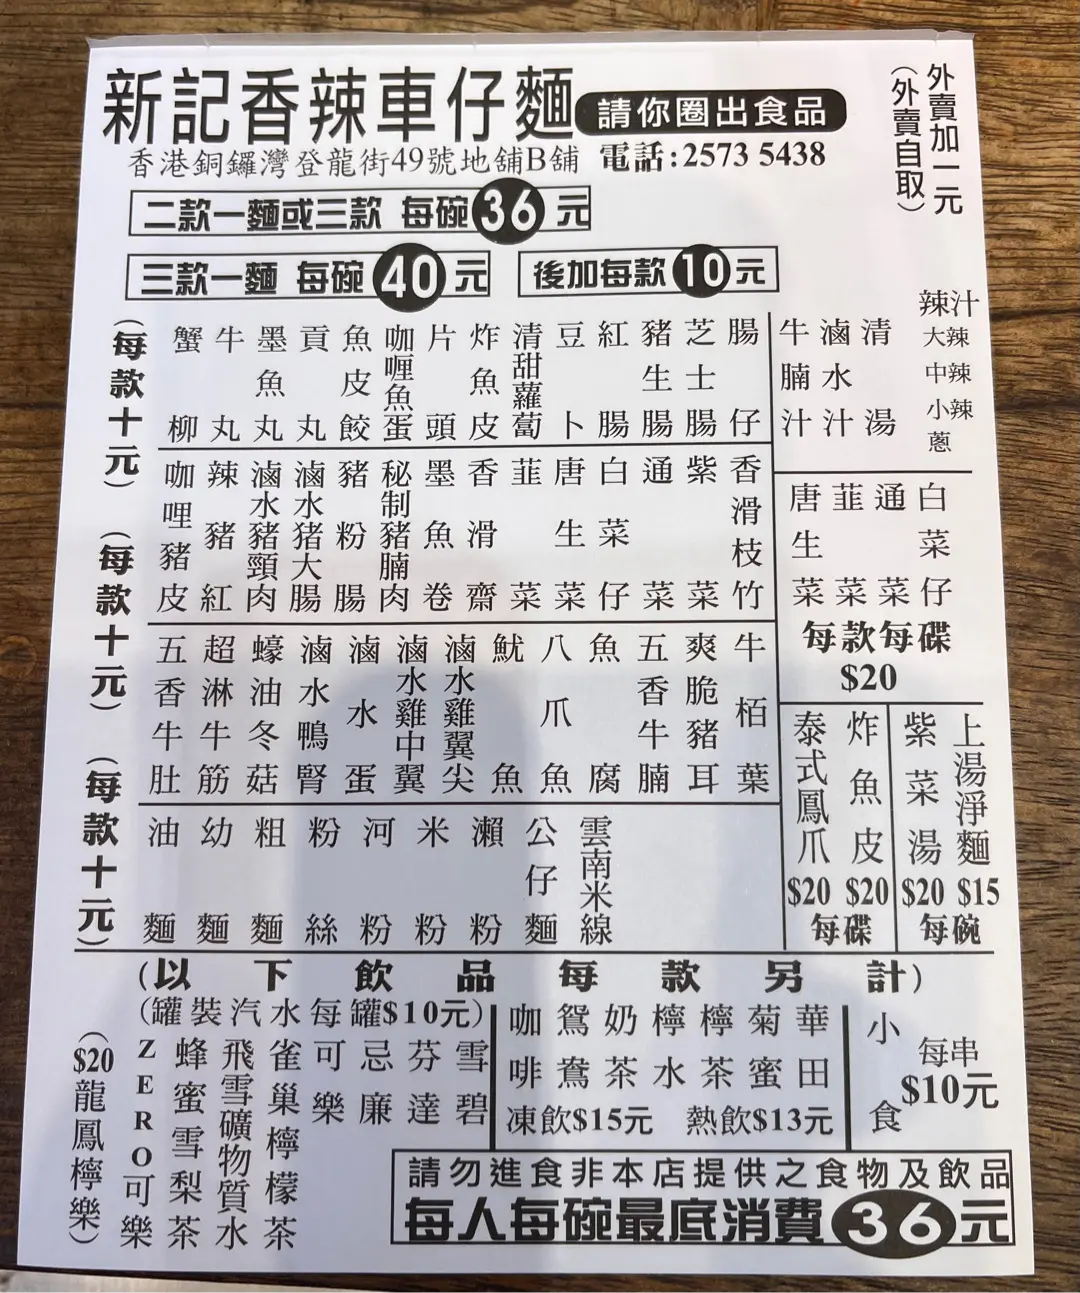 新記香辣車仔麵
請你圈出食品
香港銅鑼灣登龍街49號地舖B舖
電話:2573 5438
外賣加一元
(外賣自取)
二款一麵或三款 每碗36元
三款一麵 每碗40元
後加每款10元
(每款十元)
蟹柳
牛丸
墨魚丸
貢丸
魚皮餃
咖喱魚蛋
片頭
炸魚皮
清甜蘿蔔
豆卜
紅腸
豬生腸
芝士腸
腸仔
牛腩汁
滷水汁
清湯
辣汁
大辣
中辣
小辣
蔥
(每款十元)
咖哩豬皮
辣豬紅
滷水豬頸肉
滷水猪大腸
豬粉腸
秘制豬腩肉
墨魚卷
香滑齋
韮菜
唐生菜
白菜仔
通菜
紫菜
香滑枝竹
唐生菜
韮菜
通菜
白菜仔
每款每碟
$20
五香牛肚
超淋牛筋
蠔油冬菇
滷水鴨腎
滷水蛋
滷水雞中翼
滷水雞翼尖
魷魚
八爪魚
魚腐
五香牛腩
爽脆豬耳
牛栢葉
(每款十元)
油麵
幼麵
粗麵
粉絲
河粉
米粉
瀨粉
公仔麵
雲南米線
泰式鳳爪
$20
炸魚皮
$20
每碟
紫菜湯
$20
上湯淨麵
$15
每碗
(以下飲品每款另計)
(罐裝汽水每罐$10元)
($20龍鳳檸樂)
ZERO可樂
蜂蜜雪梨茶
飛雪礦物質水
雀巢檸檬茶
可樂
忌廉
芬達
雪碧
咖啡
鴛鴦
奶茶
檸水
檸茶
菊蜜
華田
凍飲$15元 熱飲$13元
小食
每串
$10元
請勿進食非本店提供之食物及飲品
每人每碗最底消費36元